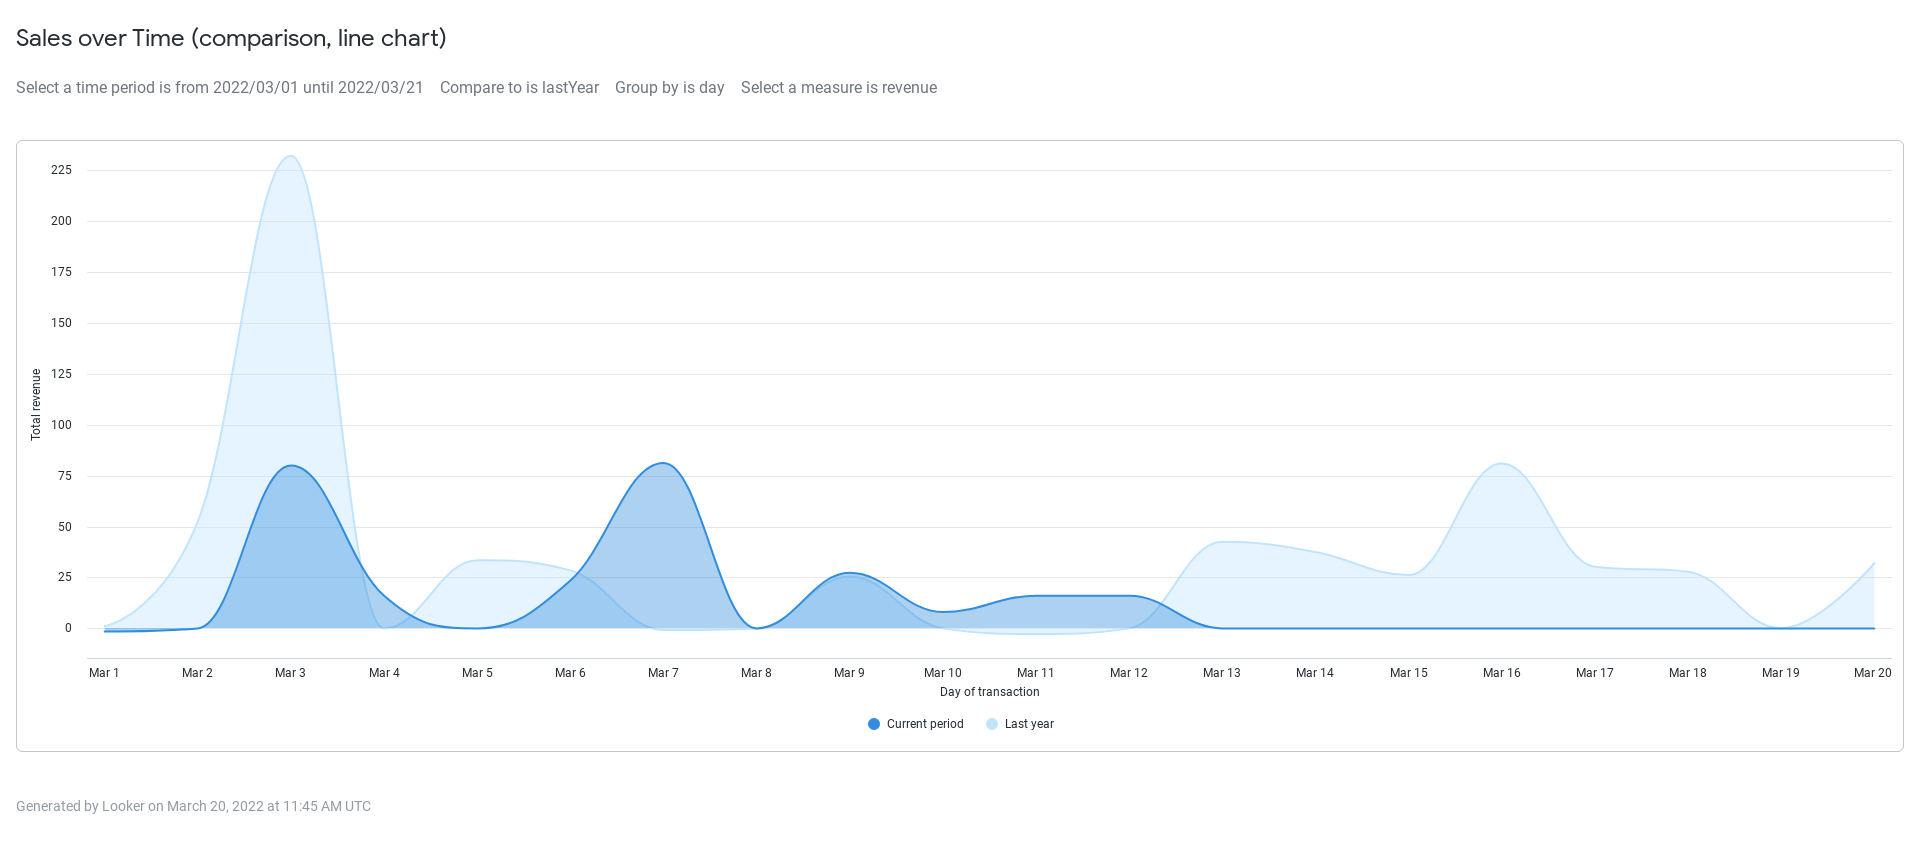 Sales over Time (comparison, line chart)
Select a time period is from 2022/03/01 until 2022/03/21 Compare to is lastYear Group by is day Select a measure is revenue
225
200
175
150
125
100
75
50
25
0
Total revenue
Mar 1 Mar 2 Mar 3 Mar 4 Mar 5 Mar 6 Mar 7 Mar 8 Mar 9 Mar 10 Mar 11 Mar 12 Mar 13 Mar 14 Mar 15 Mar 16 Mar 17 Mar 18 Mar 19 Mar 20
Day of transaction
Current period Last year
Generated by Looker on March 20, 2022 at 11:45 AM UTC